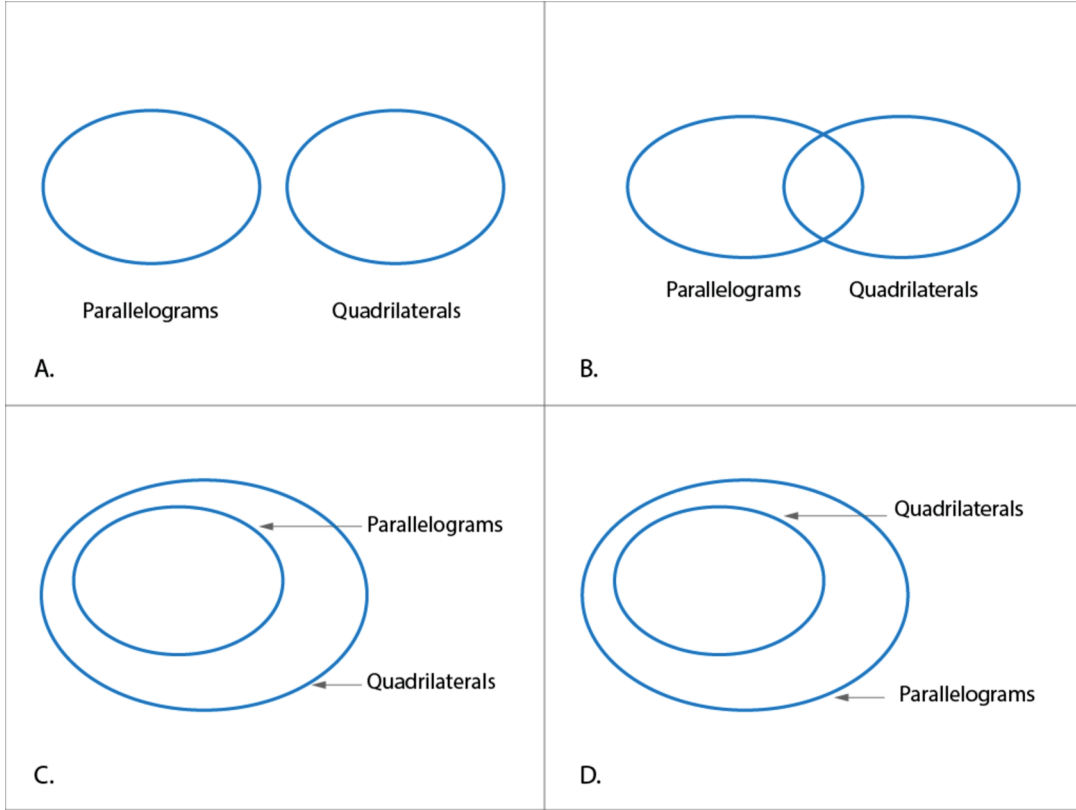 Parallelograms
Quadrilaterals
A.
Parallelograms
Quadrilaterals
B.
Parallelograms
Quadrilaterals
C.
Quadrilaterals
Parallelograms
D.